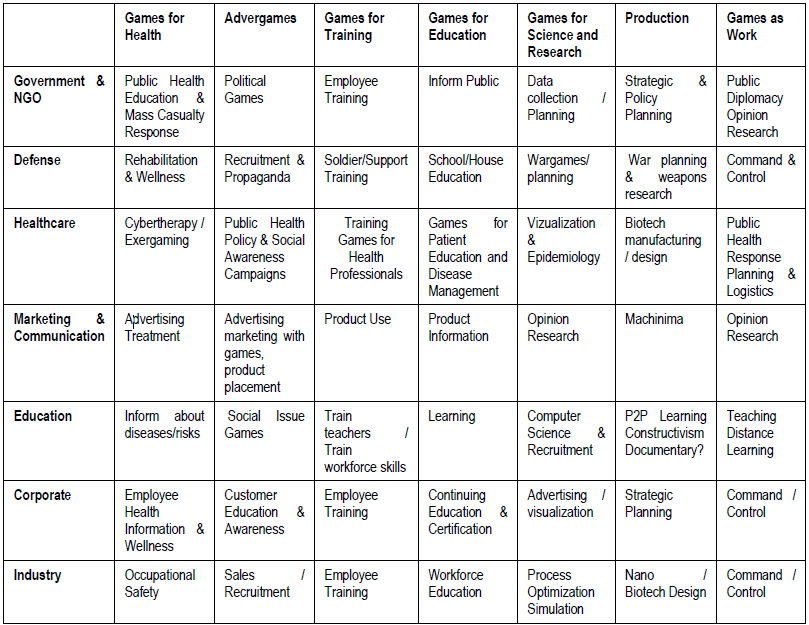 Games for Health
Advergames
Games for Training
Games for Education
Games for Science and Research
Production
Games as Work
Government & NGO
Public Health Education & Mass Casualty Response
Political Games
Employee Training
Inform Public
Data collection / Planning
Strategic & Policy Planning
Public Diplomacy Opinion Research
Defense
Rehabilitation & Wellness
Recruitment & Propaganda
Soldier/Support Training
School/House Education
Wargames/ planning
War planning & weapons research
Command & Control
Healthcare
Cybertherapy / Exergaming
Public Health Policy & Social Awareness Campaigns
Training Games for Health Professionals
Games for Patient Education and Disease Management
Vizualization & Epidemiology
Biotech manufacturing / design
Public Health Response Planning & Logistics
Marketing & Communication
Advertising Treatment
Advertising marketing with games, product placement
Product Use
Product Information
Opinion Research
Machinima
Opinion Research
Education
Inform about diseases/risks
Social Issue Games
Train teachers / Train workforce skills
Learning
Computer Science & Recruitment
P2P Learning Constructivism Documentary?
Teaching Distance Learning
Corporate
Employee Health Information & Wellness
Customer Education & Awareness
Employee Training
Continuing Education & Certification
Advertising / visualization
Strategic Planning
Command / Control
Industry
Occupational Safety
Sales / Recruitment
Employee Training
Workforce Education
Process Optimization Simulation
Nano / Biotech Design
Command / Control